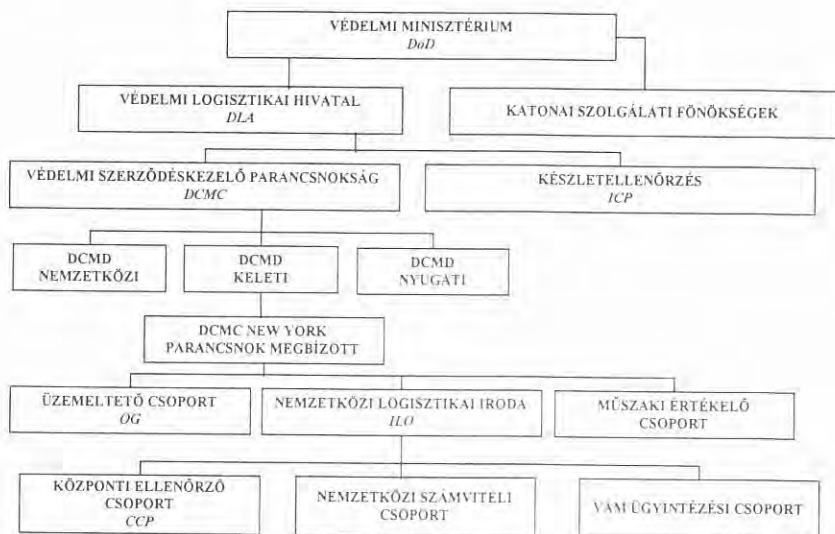 VÉDELMI MINISZTÉRIUM
DoD
VÉDELMI LOGISZTIKAI HIVATAL
DLA
KATONAI SZOLGÁLATI FŐNÖKSÉGEK
VÉDELMI SZERZŐDÉSKEZELŐ PARANCSNOKSÁG
DCMC
KÉSZLETELLENŐRZÉS
ICP
DCMD
NEMZETKÖZI
DCMD
KELETI
DCMD
NYUGATI
DCMC NEW YORK
PARANCSNOK MEGBÍZOTT
ÜZEMELTETŐ CSOPORT
OG
NEMZETKÖZI LOGISZTIKAI IRODA
ILO
MŰSZAKI ÉRTÉKELŐ
CSOPORT
KÖZPONTI ELLENŐRZŐ
CSOPORT
CCP
NEMZETKÖZI SZÁMVITELI
CSOPORT
VÁM ÜGYINTÉZÉSI CSOPORT